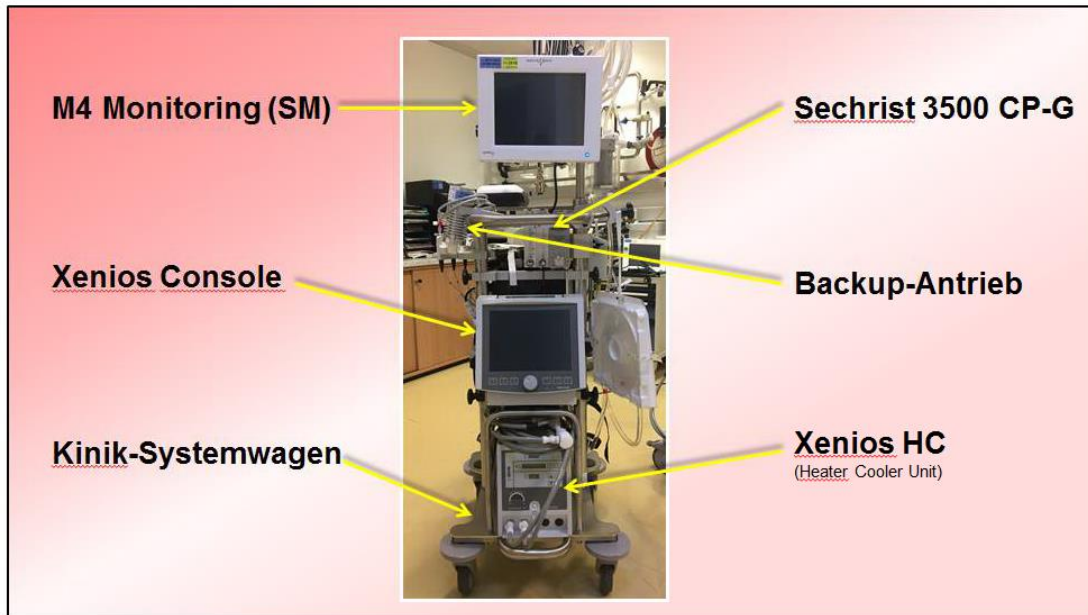 M4 Monitoring (SM)
Sechrist 3500 CP-G
Xenios Console
Backup-Antrieb
Kinik-Systemwagen
Xenios HC
(Heater Cooler Unit)